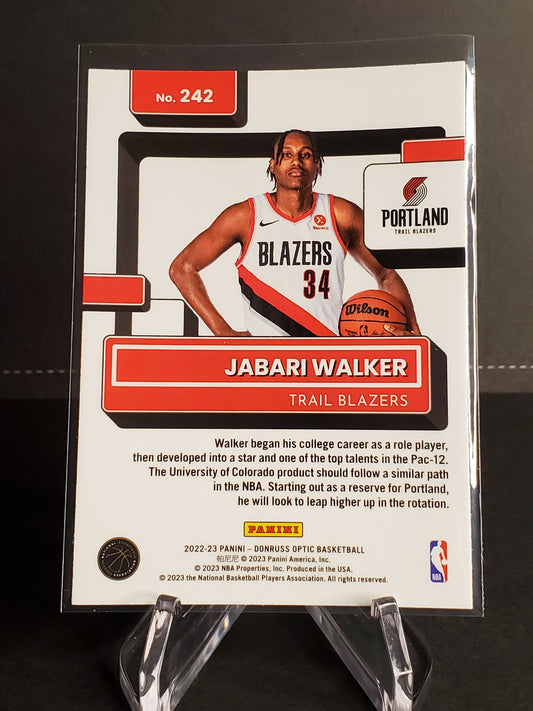 No. 242
PORTLAND
TRAIL BLAZERS
BLAZERS
34
Wilson
JABARI WALKER
TRAIL BLAZERS
Walker began his college career as a role player,
then developed into a star and one of the top talents in the Pac-12.
The University of Colorado product should follow a similar path
in the NBA. Starting out as a reserve for Portland,
he will look to leap higher up in the rotation.
PANINI
2022-23 PANINI – DONRUSS OPTIC BASKETBALL
帕尼尼 © 2023 Panini America, Inc.
© 2023 NBA Properties, Inc. Produced in the USA.
© 2023 the National Basketball Players Association. All rights reserved.
NBA